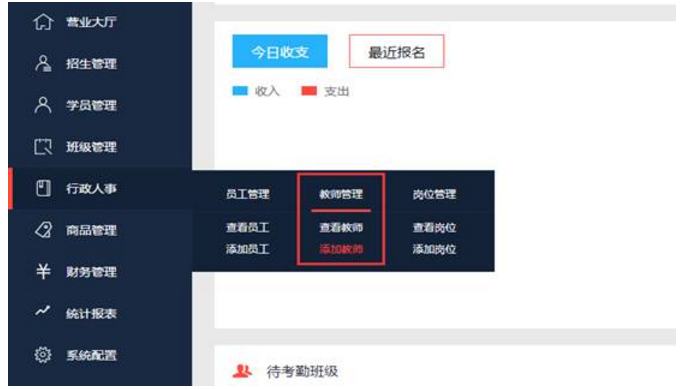 营业大厅
招生管理
学员管理
班级管理
行政人事
商品管理
财务管理
统计报表
系统配置
今日收支 最近报名
收入 支出
员工管理 教师管理 岗位管理
查看员工 查看教师 查看岗位
添加员工 添加教师 添加岗位
待考勤班级